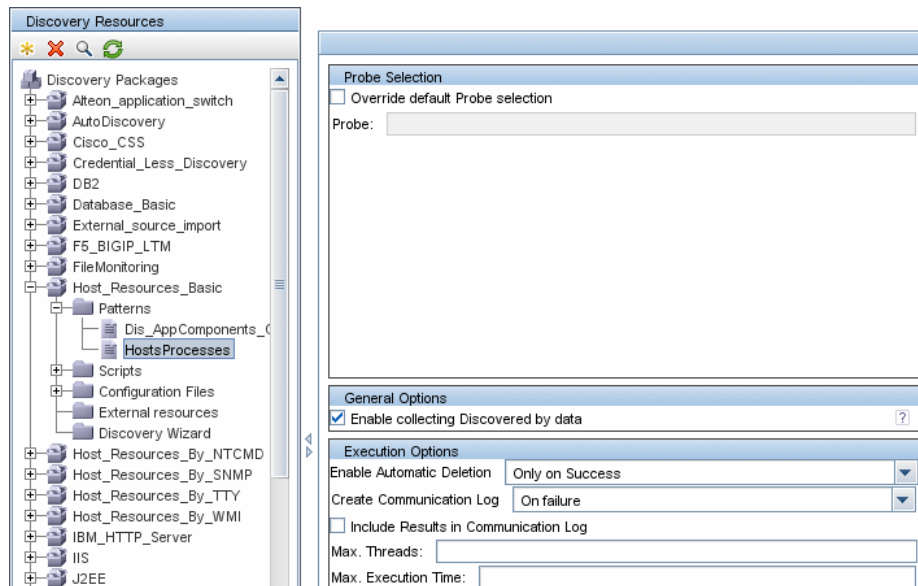 Discovery Resources
Discovery Packages
Alteon_application_switch
AutoDiscovery
Cisco_CSS
Credential_Less_Discovery
DB2
Database_Basic
External_source_import
F5_BIGIP_LTM
FileMonitoring
Host_Resources_Basic
Patterns
Dis_AppComponents_
HostsProcesses
Scripts
Configuration Files
External resources
Discovery Wizard
Host_Resources_By_NTCMD
Host_Resources_By_SNMP
Host_Resources_By_TTY
Host_Resources_By_WMI
IBM_HTTP_Server
IIS
J2EE
Probe Selection
Override default Probe selection
Probe:
General Options
Enable collecting Discovered by data
?
Execution Options
Enable Automatic Deletion Only on Success
Create Communication Log On failure
Include Results in Communication Log
Max. Threads:
Max. Execution Time: